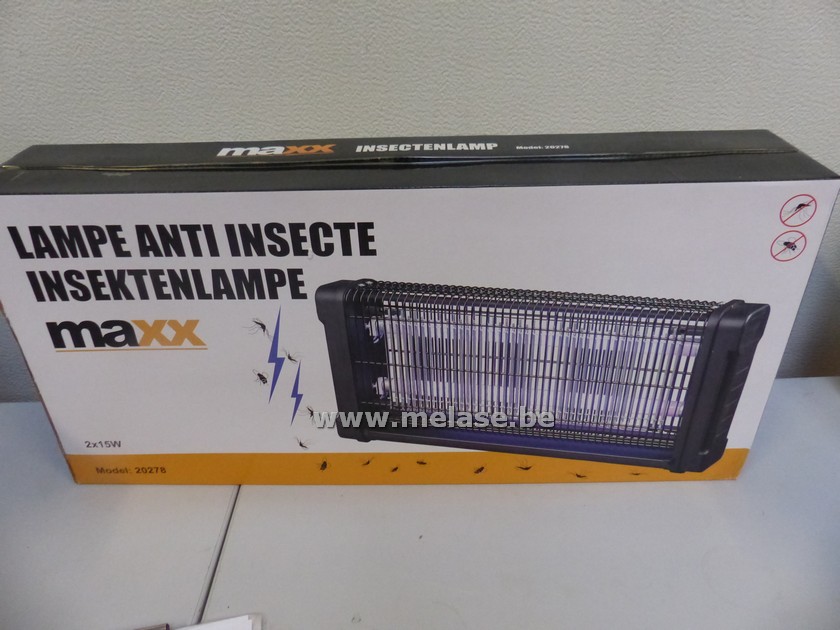 maxx INSECTENLAMP Model: 20278
LAMPE ANTI INSECTE
INSEKTENLAMPE
maxx
www.melase.be
2x15W
Model: 20278